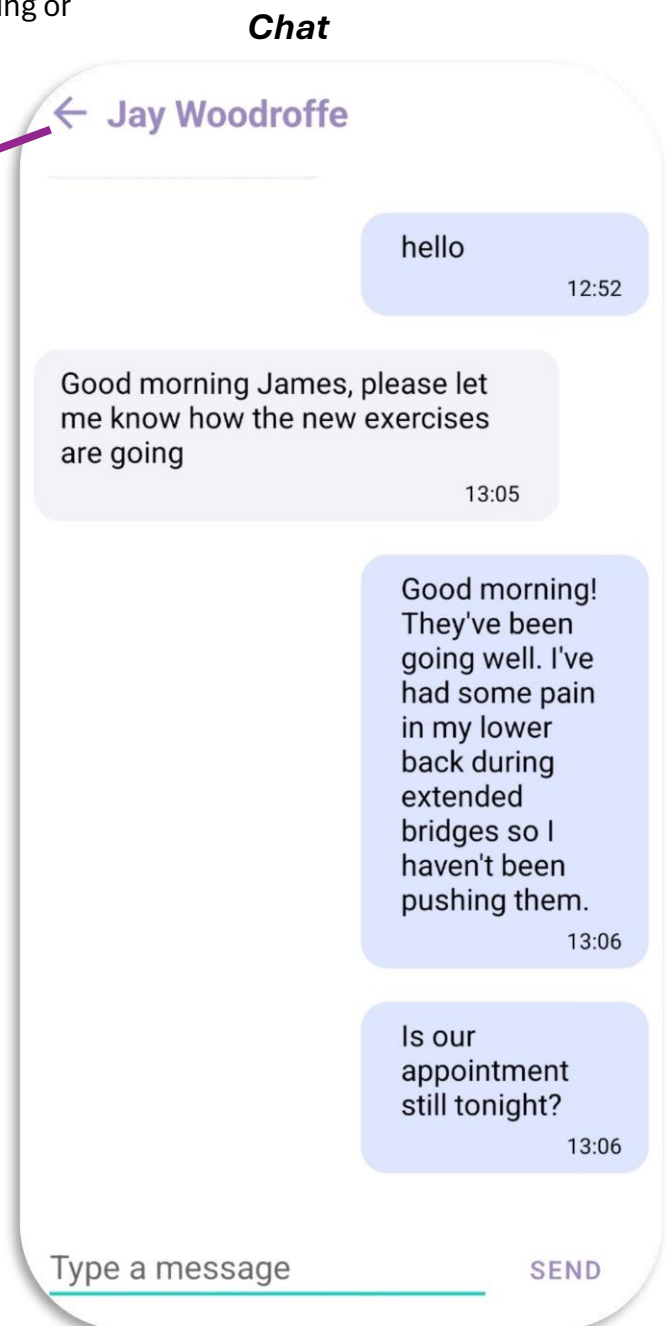 ing or
Chat
← Jay Woodroffe
hello
12:52
Good morning James, please let
me know how the new exercises
are going
13:05
Good morning!
They've been
going well. I've
had some pain
in my lower
back during
extended
bridges so I
haven't been
pushing them.
13:06
Is our
appointment
still tonight?
13:06
Type a message SEND